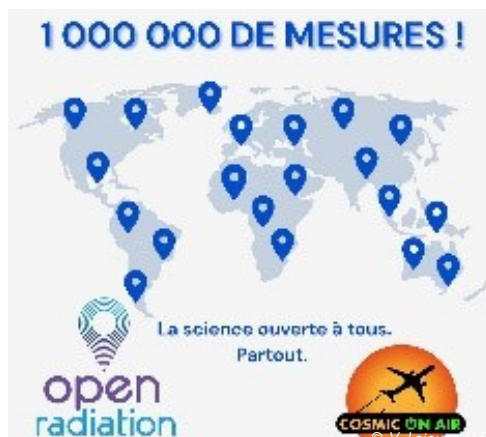 1 000 000 DE MESURES !
La science ouverte à tous.
Partout.
open
radiation
COSMIC ON AIR